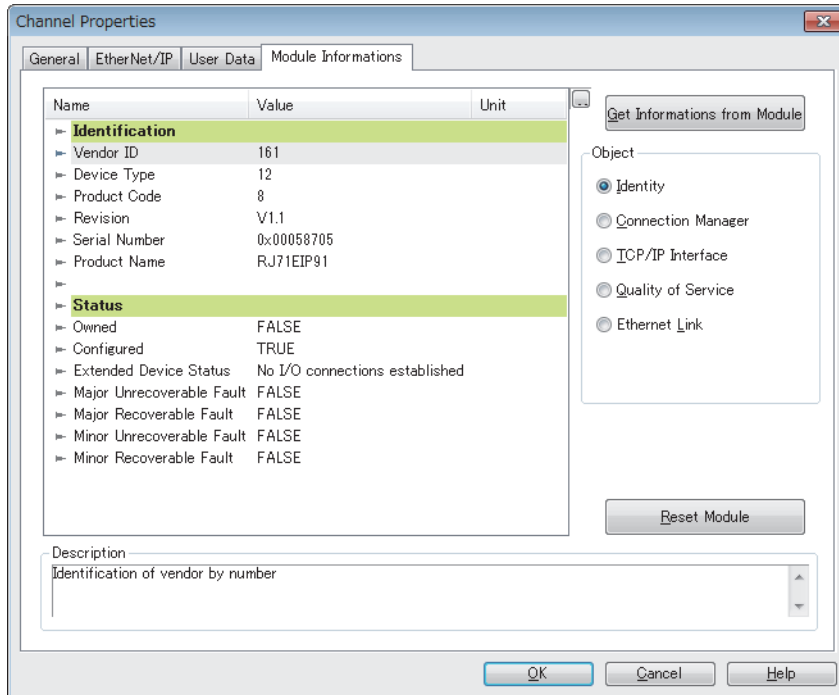 Channel Properties
General EtherNet/IP User Data Module Informations
Name Value Unit
Identification
Vendor ID 161
Device Type 12
Product Code 8
Revision V1.1
Serial Number 0x00058705
Product Name RJ71EIP91
Status
Owned FALSE
Configured TRUE
Extended Device Status No I/O connections established
Major Unrecoverable Fault FALSE
Major Recoverable Fault FALSE
Minor Unrecoverable Fault FALSE
Minor Recoverable Fault FALSE
...
Get Informations from Module
Object
Identity
Connection Manager
TCP/IP Interface
Quality of Service
Ethernet Link
Reset Module
Description
Identification of vendor by number
OK Cancel Help